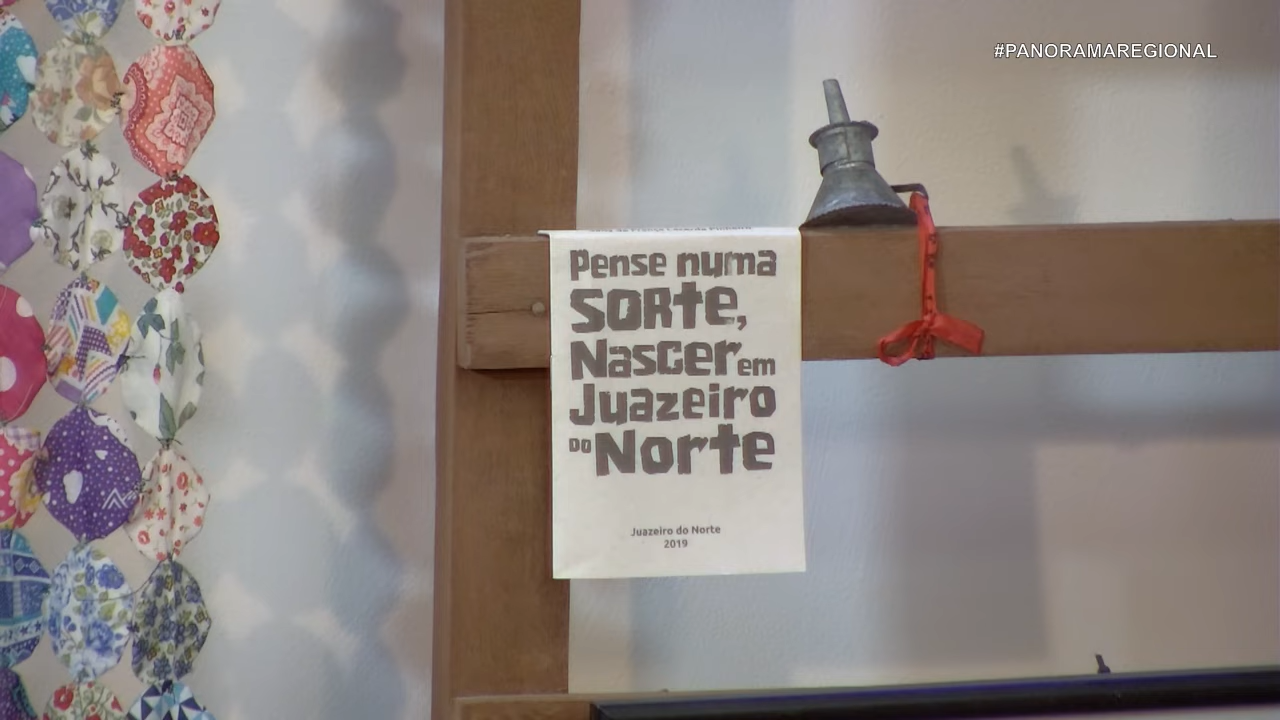 #PANORAMAREGIONAL
Pense numa
SORte,
Nascer em
Juazeiro
DO Norte
Juazeiro do Norte
2019